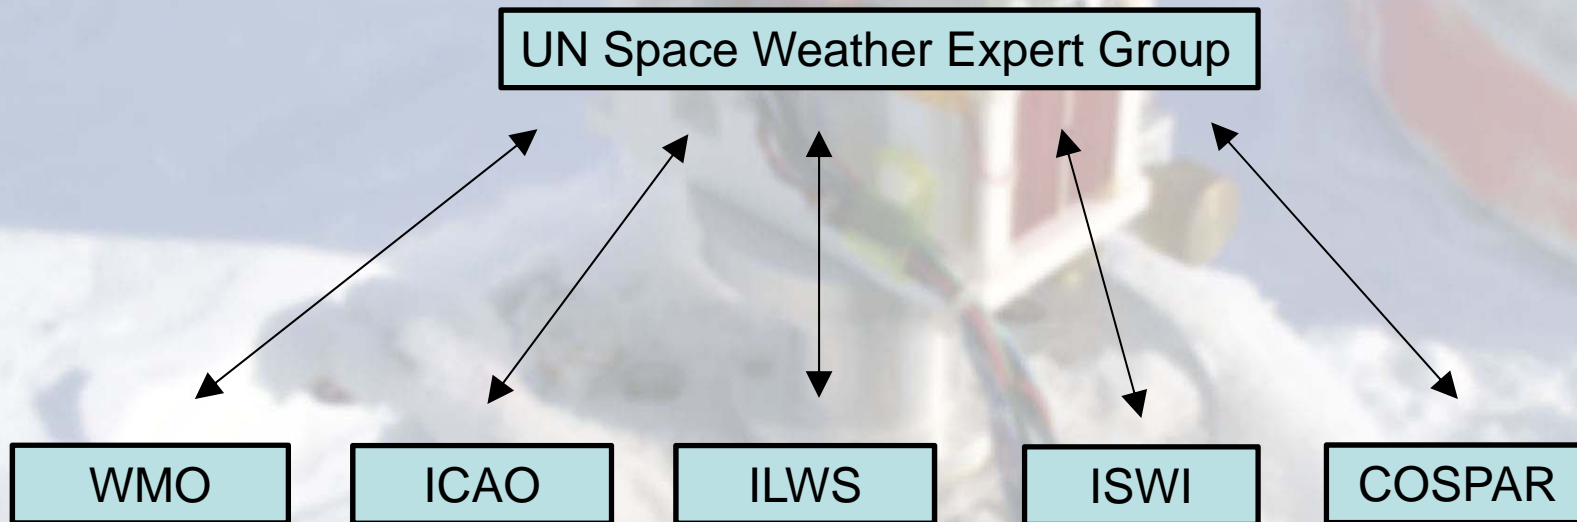 UN Space Weather Expert Group
WMO
ICAO
ILWS
ISWI
COSPAR